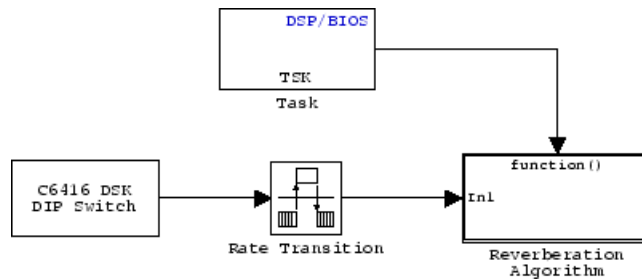 DSP/BIOS
TSK
Task
C6416 DSK
DIP Switch
Rate Transition
function()
In1
Reverberation
Algorithm